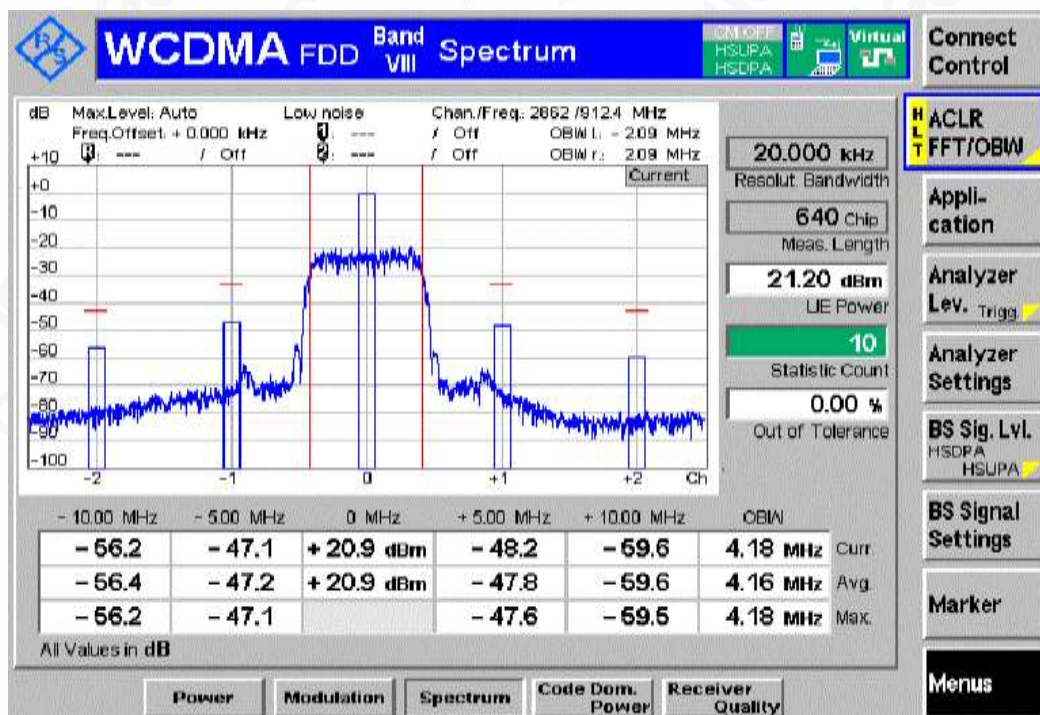 R&S WCDMA FDD Band VIII Spectrum
CM OFF
HSUPA
HSDPA
Virtual
Connect Control
dB Max.Level: Auto Low noise Chan./Freq.: 2862 /912.4 MHz
Freq.Offset: + 0.000 kHz 1: --- / Off OBW l.: - 2.09 MHz
R: --- / Off 2: --- / Off OBW r.: 2.09 MHz
Current
+10
+0
-10
-20
-30
-40
-50
-60
-70
-80
-90
-100
-2 -1 0 +1 +2 Ch
20.000 kHz
Resolut. Bandwidth
640 Chip
Meas. Length
21.20 dBm
UE Power
10
Statistic Count
0.00 %
Out of Tolerance
- 10.00 MHz - 5.00 MHz 0 MHz + 5.00 MHz + 10.00 MHz OBW
- 56.2 - 47.1 + 20.9 dBm - 48.2 - 59.6 4.18 MHz Curr.
- 56.4 - 47.2 + 20.9 dBm - 47.8 - 59.6 4.16 MHz Avg.
- 56.2 - 47.1 - 47.6 - 59.5 4.18 MHz Max.
All Values in dB
HLT
ACLR
FFT/OBW
Appli-
cation
Analyzer
Lev. Trigg.
Analyzer
Settings
BS Sig. Lvl.
HSDPA
HSUPA
BS Signal
Settings
Marker
Menus
Power Modulation Spectrum Code Dom. Power Receiver Quality